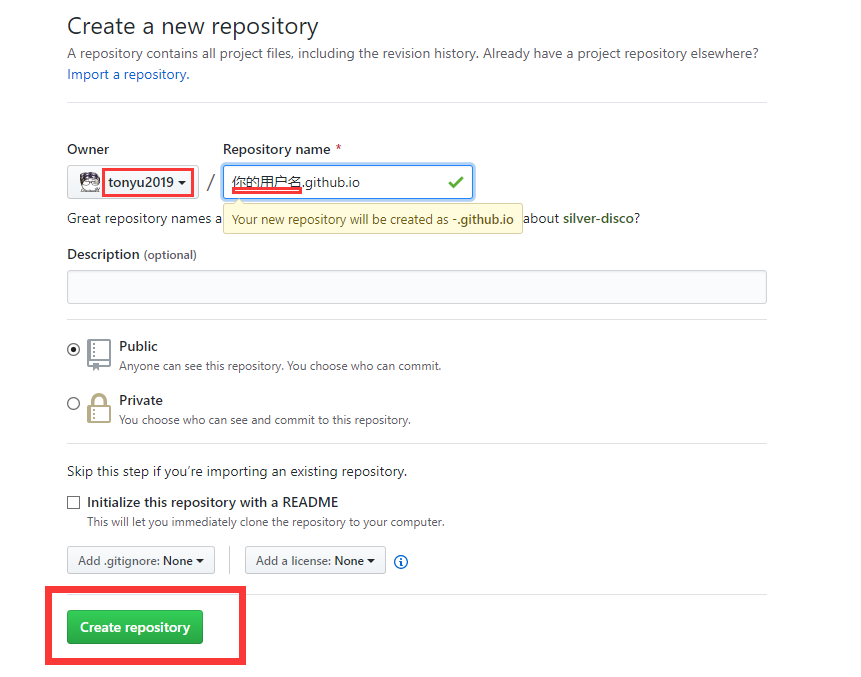 Create a new repository
A repository contains all project files, including the revision history. Already have a project repository elsewhere?
Import a repository.
Owner
Repository name *
tonyu2019 / 你的用户名.github.io
Great repository names a
Your new repository will be created as -.github.io
about silver-disco?
Description (optional)
Public
Anyone can see this repository. You choose who can commit.
Private
You choose who can see and commit to this repository.
Skip this step if you’re importing an existing repository.
Initialize this repository with a README
This will let you immediately clone the repository to your computer.
Add .gitignore: None
Add a license: None
Create repository